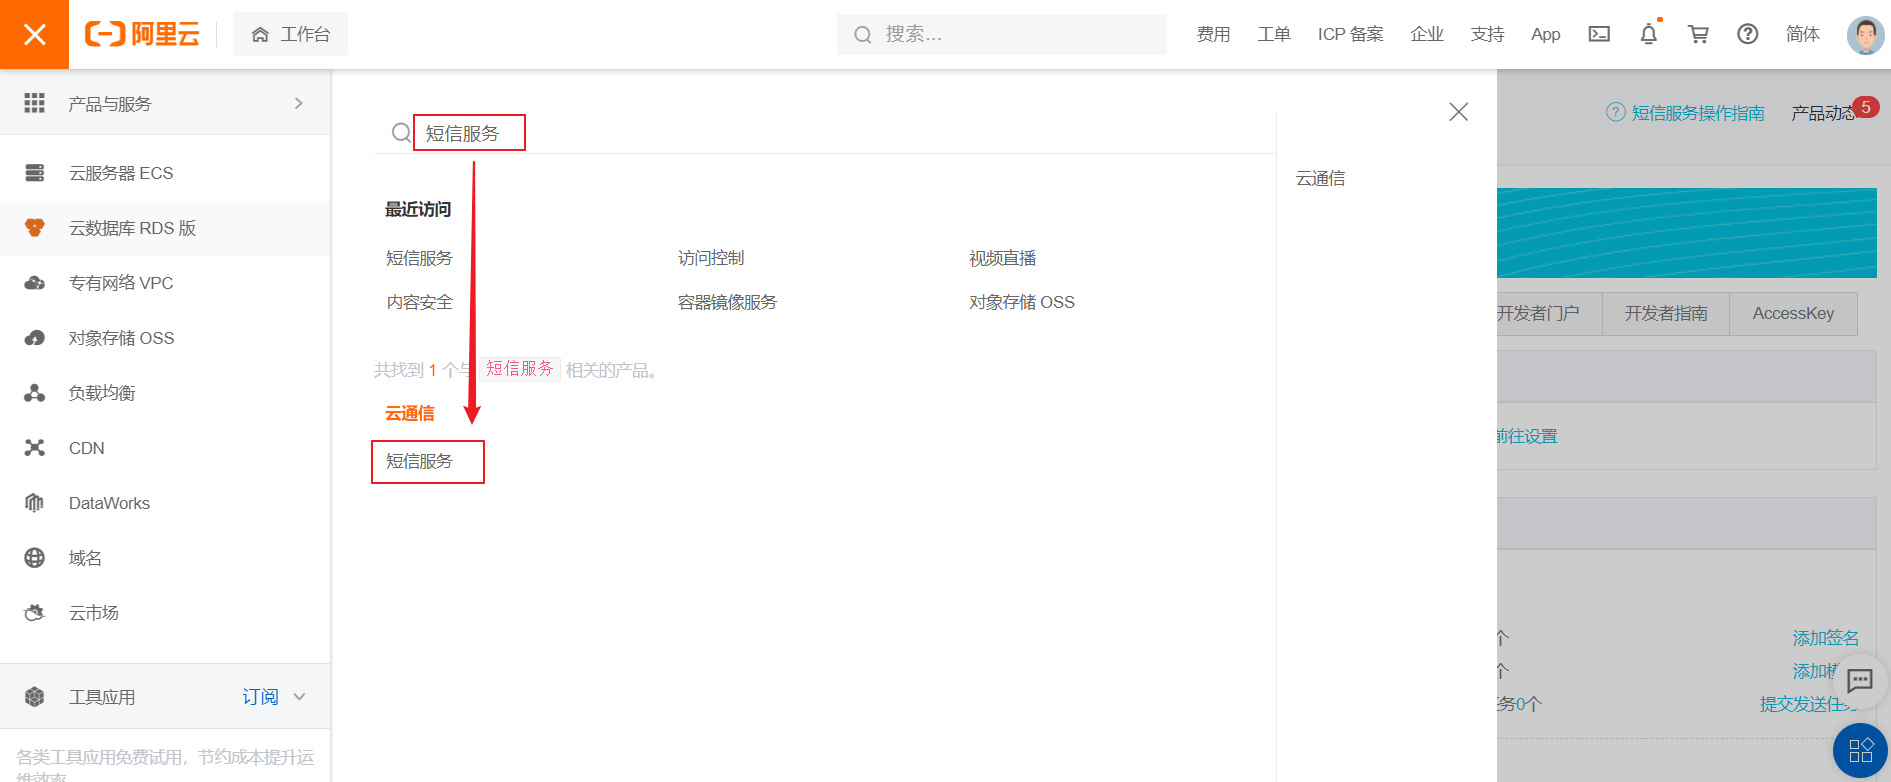 阿里云
工作台
搜索...
费用
工单
ICP 备案
企业
支持
App
简体
产品与服务
云服务器 ECS
云数据库 RDS 版
专有网络 VPC
对象存储 OSS
负载均衡
CDN
DataWorks
域名
云市场
工具应用
订阅
各类工具应用免费试用，节约成本提升运
维效率
短信服务
最近访问
短信服务
访问控制
视频直播
内容安全
容器镜像服务
对象存储 OSS
共找到 1 个与 短信服务 相关的产品。
云通信
短信服务
云通信
短信服务操作指南
产品动态
5
开发者门户
开发者指南
AccessKey
前往设置
个
添加签名
个
添加模
任务0个
提交发送任务